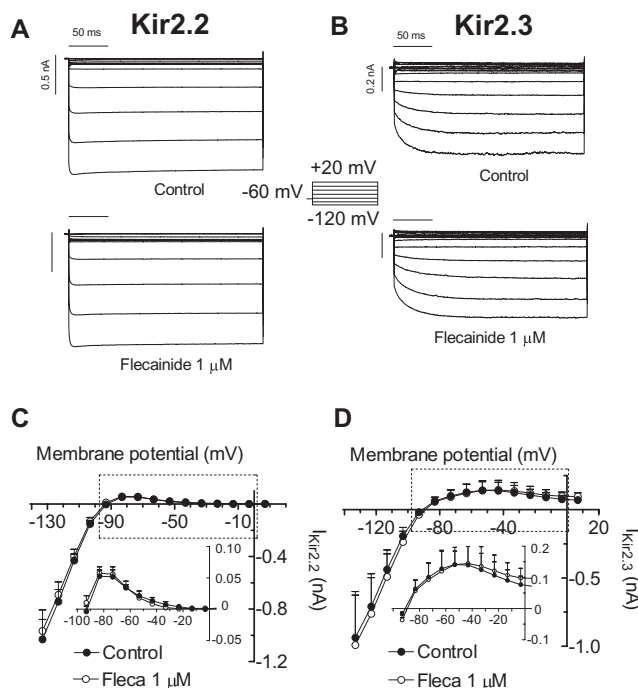 A
Kir2.2
50 ms
0.5 nA
Control
Flecainide 1 μM
B
Kir2.3
50 ms
0.2 nA
Control
Flecainide 1 μM
+20 mV
-60 mV
-120 mV
C
Membrane potential (mV)
-130 -90 -50 -10
-0.4
-0.8
-1.2
IKir2.2 (nA)
0.10
0.05
0
-0.05
-100 -80 -60 -40 -20 0
Control
Fleca 1 μM
D
Membrane potential (mV)
-120 -80 -40 20
-0.5
-1.0
IKir2.3 (nA)
0.2
0.1
0
-0.1
-80 -60 -40 -20 0
Control
Fleca 1 μM